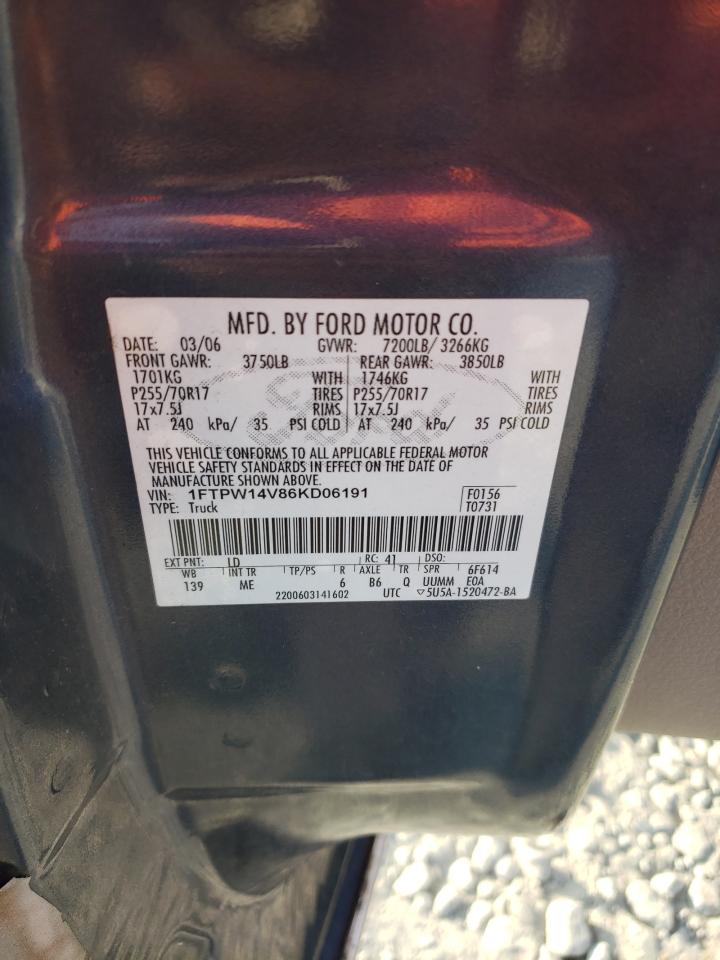 MFD. BY FORD MOTOR CO.
DATE: 03/06 GVWR: 7200LB/ 3266KG
FRONT GAWR: 3750LB REAR GAWR: 3850LB
1701KG WITH 1746KG WITH
P255/70R17 TIRES P255/70R17 TIRES
17x7.5J RIMS 17x7.5J RIMS
AT 240 kPa/ 35 PSI COLD AT 240 kPa/ 35 PSI COLD
THIS VEHICLE CONFORMS TO ALL APPLICABLE FEDERAL MOTOR
VEHICLE SAFETY STANDARDS IN EFFECT ON THE DATE OF
MANUFACTURE SHOWN ABOVE.
VIN: 1FTPW14V86KD06191 F0156
TYPE: Truck T0731
EXT PNT: LD RC: 41 DSO:
WB INT TR TP/PS R AXLE TR SPR 6F614
139 ME 6 B6 Q UUMM E0A
2200603141602 UTC ▽5U5A-1520472-BA